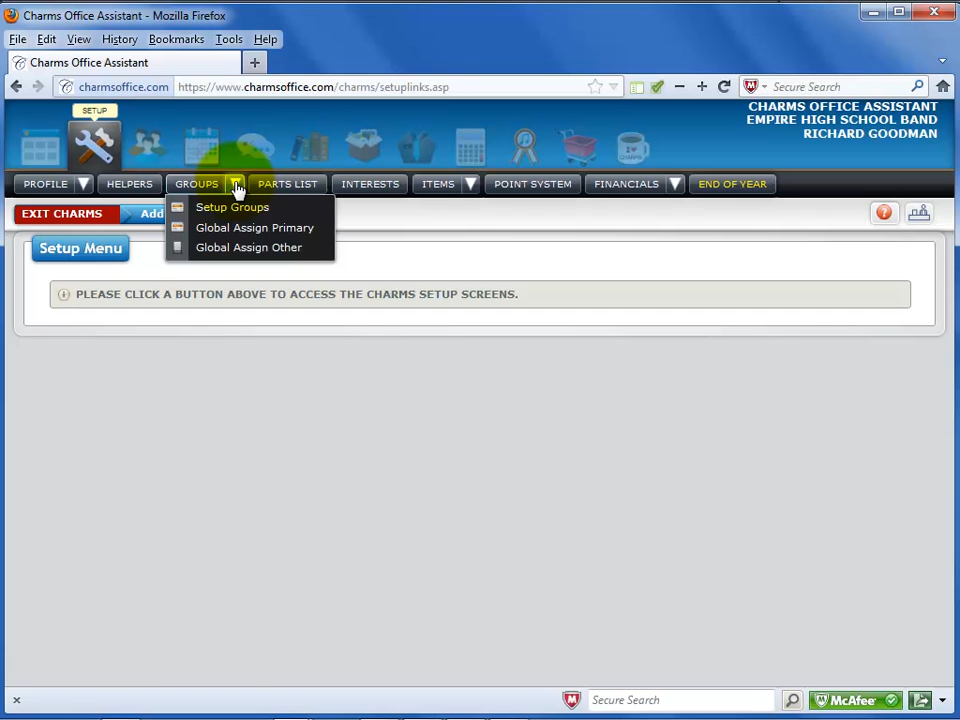 Charms Office Assistant - Mozilla Firefox
File Edit View History Bookmarks Tools Help
Charms Office Assistant
charmsoffice.com https://www.charmsoffice.com/charms/setuplinks.asp Secure Search
SETUP
CHARMS OFFICE ASSISTANT
EMPIRE HIGH SCHOOL BAND
RICHARD GOODMAN
PROFILE HELPERS GROUPS PARTS LIST INTERESTS ITEMS POINT SYSTEM FINANCIALS END OF YEAR
EXIT CHARMS Add
Setup Groups
Global Assign Primary
Global Assign Other
Setup Menu
PLEASE CLICK A BUTTON ABOVE TO ACCESS THE CHARMS SETUP SCREENS.
Secure Search McAfee